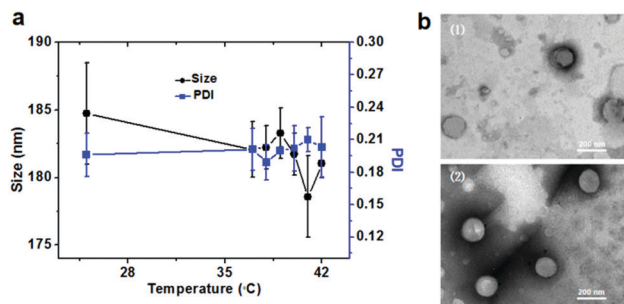 a
190
185
180
175
Size (nm)
Size
PDI
0.30
0.27
0.24
0.21
0.18
0.15
0.12
PDI
28
35
42
Temperature (°C)
b
(1)
200 nm
(2)
200 nm